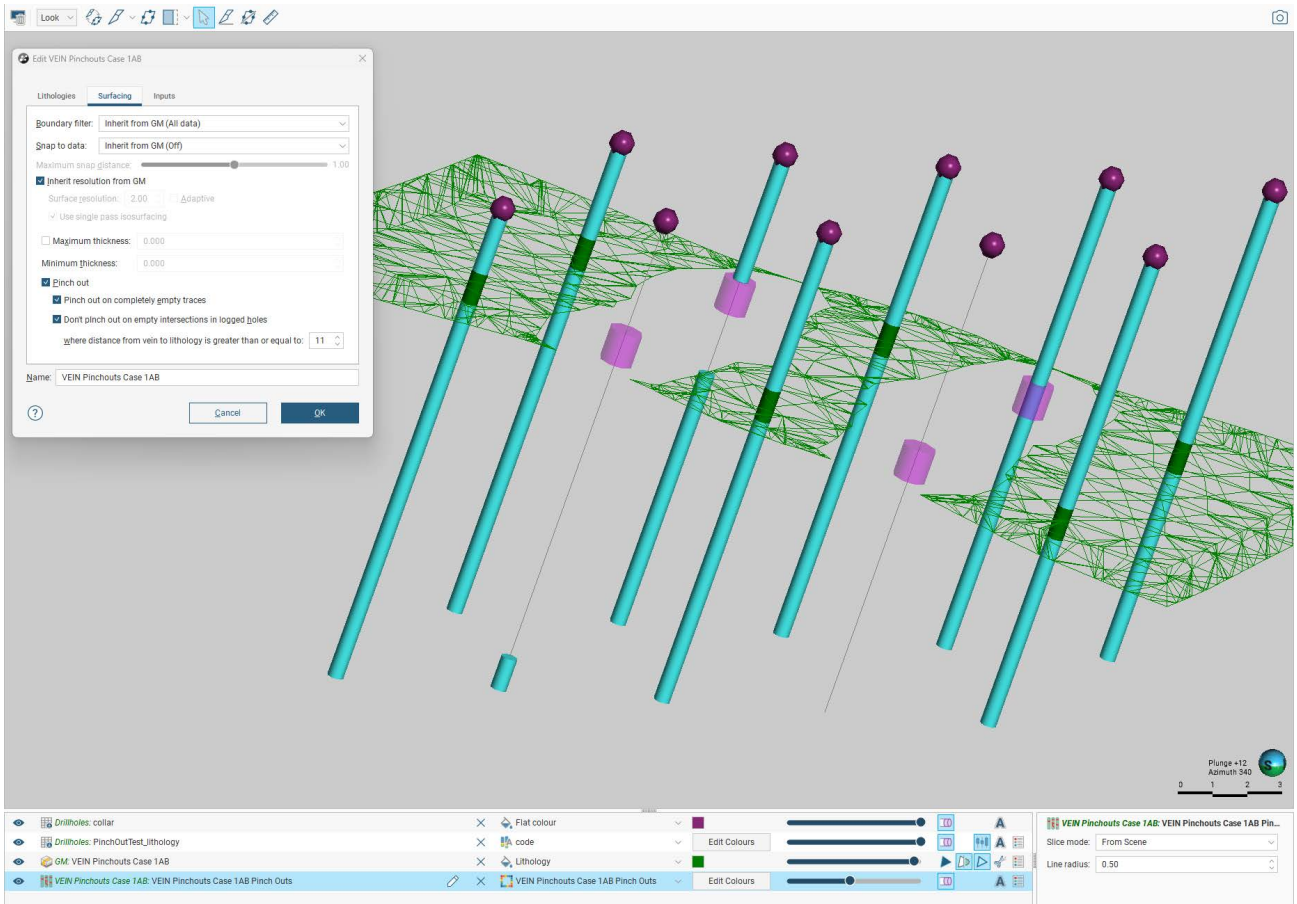 Look
Edit VEIN Pinchouts Case 1AB
Lithologies Surfacing Inputs
Boundary filter: Inherit from GM (All data)
Snap to data: Inherit from GM (Off)
Maximum snap distance: 1.00
Inherit resolution from GM
Surface resolution: 2.00 Adaptive
Use single pass isosurfacing
Maximum thickness: 0.000
Minimum thickness: 0.000
Pinch out
Pinch out on completely empty traces
Don't pinch out on empty intersections in logged holes
where distance from vein to lithology is greater than or equal to: 11
Name: VEIN Pinchouts Case 1AB
? Cancel OK
Plunge +12
Azimuth 340
S
0 1 2 3
Drillholes: collar Flat colour A
Drillholes: PinchOutTest_lithology code Edit Colours A
GM: VEIN Pinchouts Case 1AB Lithology
VEIN Pinchouts Case 1AB: VEIN Pinchouts Case 1AB Pinch Outs VEIN Pinchouts Case 1AB Pinch Outs Edit Colours A
VEIN Pinchouts Case 1AB: VEIN Pinchouts Case 1AB Pin...
Slice mode: From Scene
Line radius: 0.50